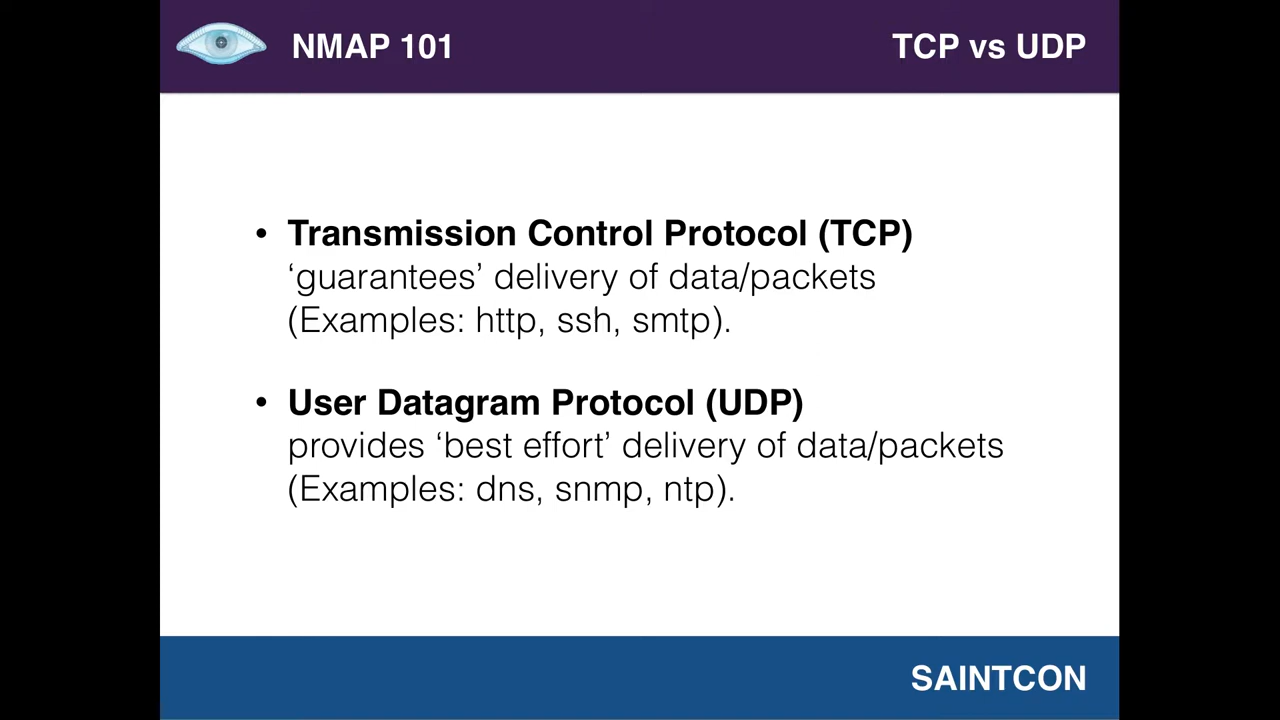 NMAP 101
TCP vs UDP
• Transmission Control Protocol (TCP)
‘guarantees’ delivery of data/packets
(Examples: http, ssh, smtp).
• User Datagram Protocol (UDP)
provides ‘best effort’ delivery of data/packets
(Examples: dns, snmp, ntp).
SAINTCON